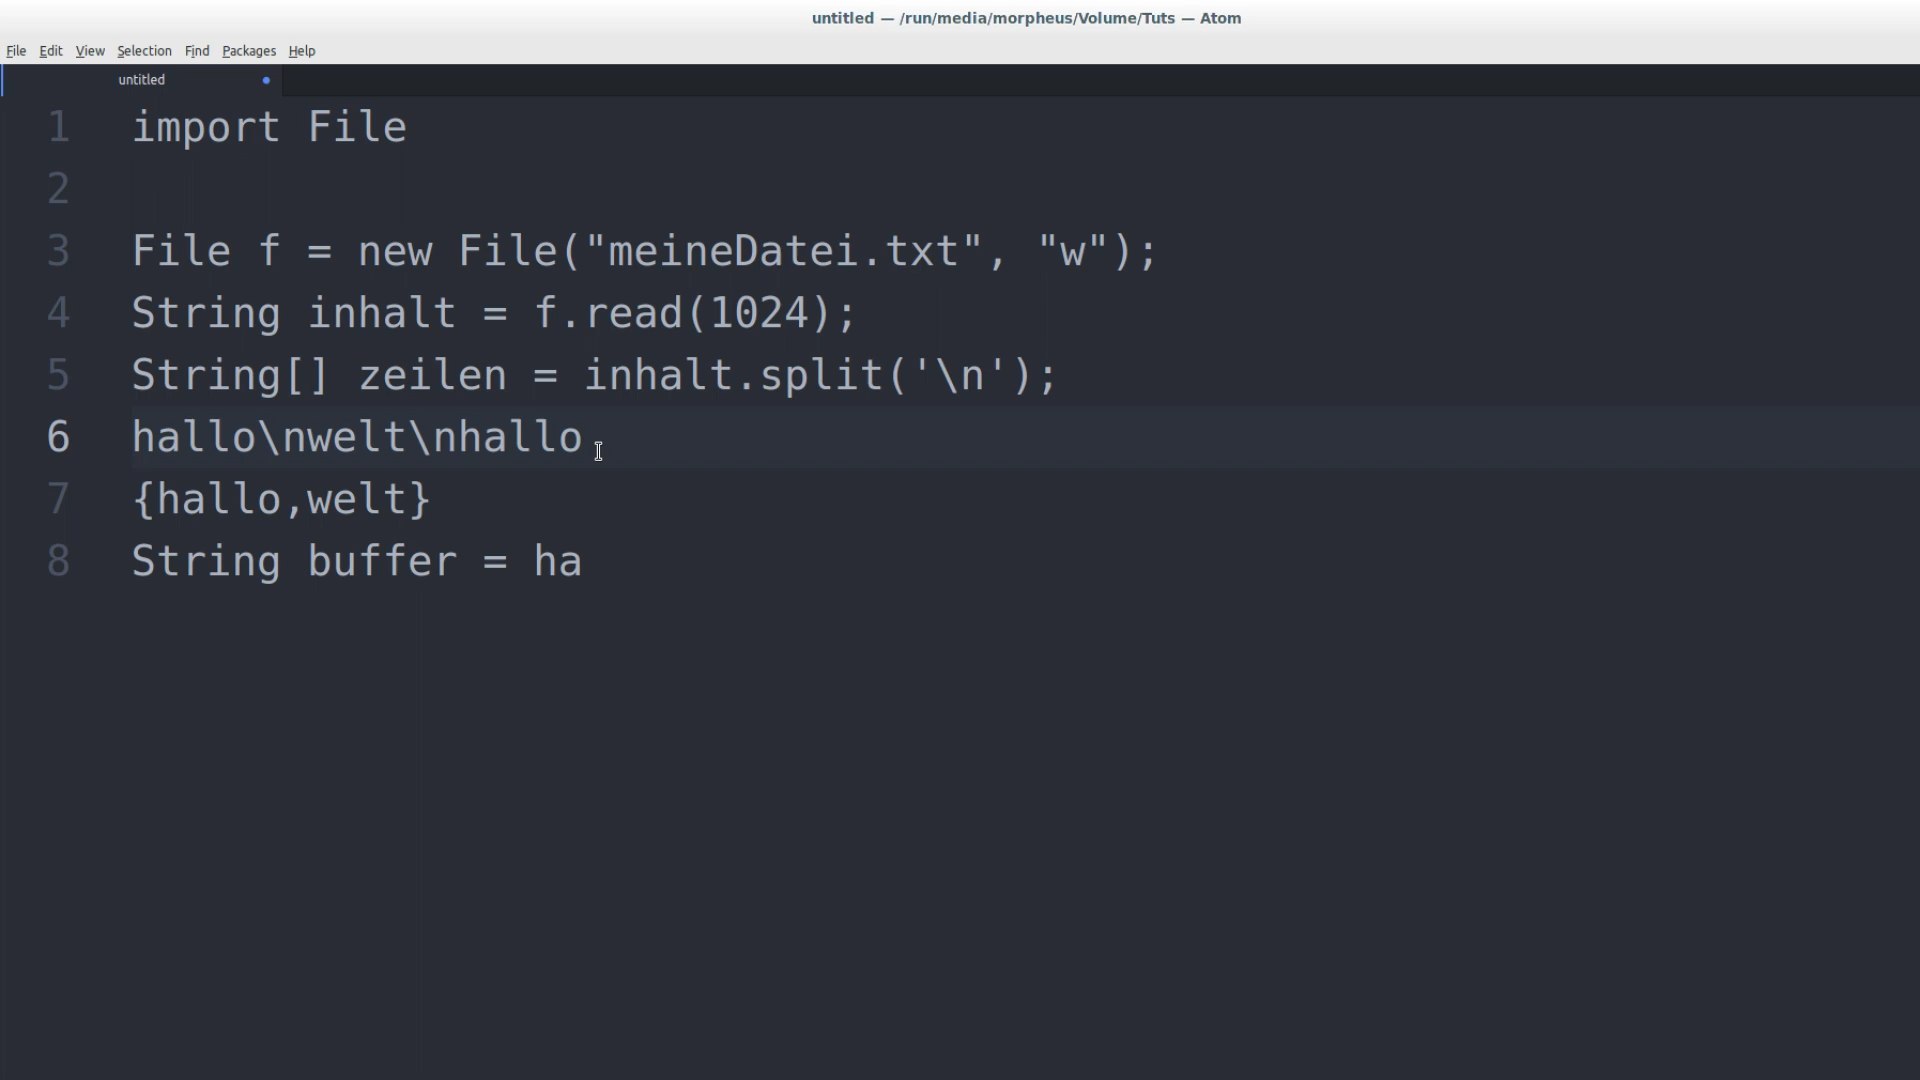 untitled — /run/media/morpheus/Volume/Tuts — Atom
File Edit View Selection Find Packages Help
untitled
1 import File
2
3 File f = new File("meineDatei.txt", "w");
4 String inhalt = f.read(1024);
5 String[] zeilen = inhalt.split('\n');
6 hallo\nwelt\nhallo
7 {hallo,welt}
8 String buffer = ha